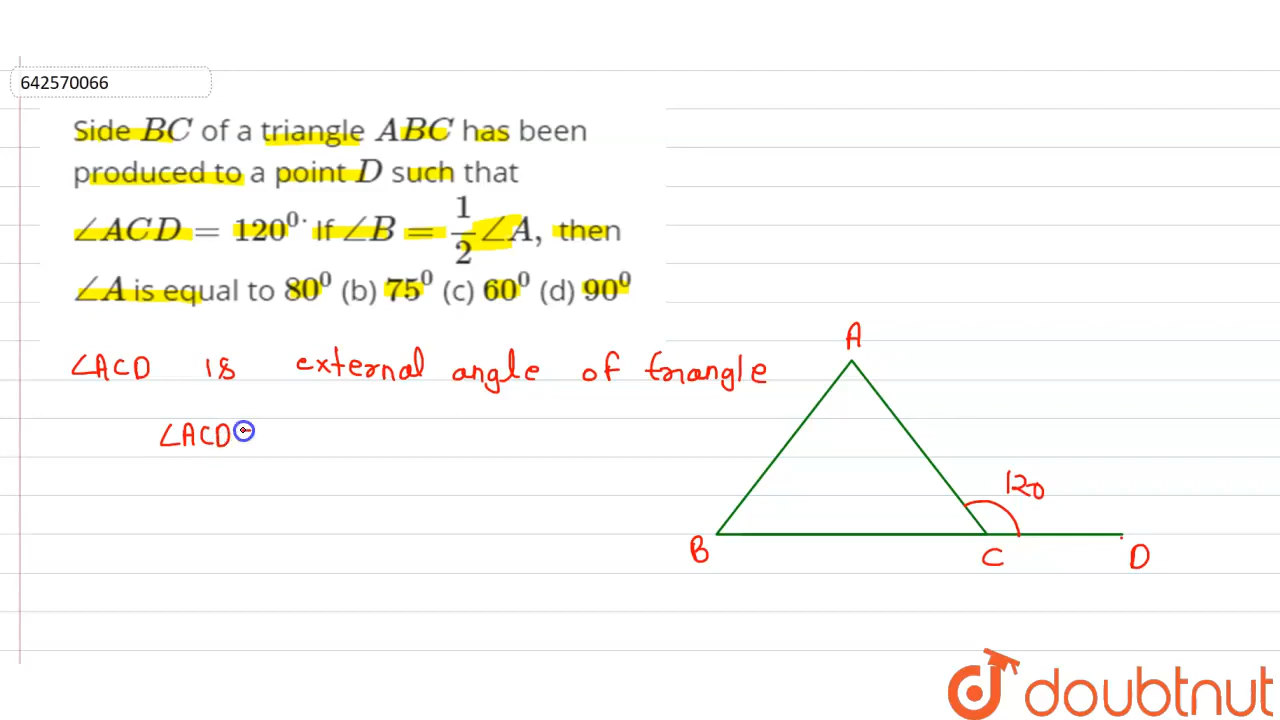 642570066
Side BC of a triangle ABC has been
produced to a point D such that
∠ACD = 120⁰· If ∠B = 1/2 ∠A, then
∠A is equal to 80⁰ (b) 75⁰ (c) 60⁰ (d) 90⁰
∠ACD is external angle of triangle
∠ACD
A
120
B
C
D
doubtnut